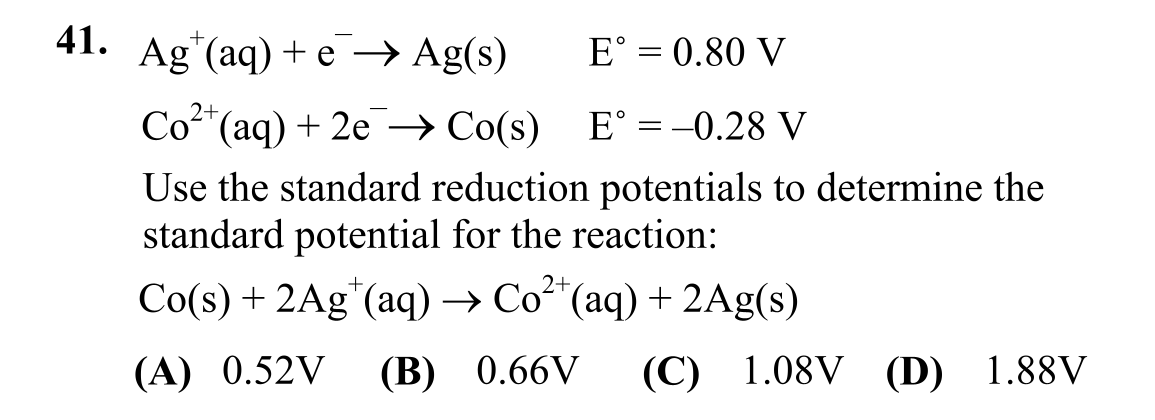 41. Ag⁺(aq) + e⁻ → Ag(s) E° = 0.80 V
Co²⁺(aq) + 2e⁻ → Co(s) E° = –0.28 V
Use the standard reduction potentials to determine the
standard potential for the reaction:
Co(s) + 2Ag⁺(aq) → Co²⁺(aq) + 2Ag(s)
(A) 0.52V (B) 0.66V (C) 1.08V (D) 1.88V